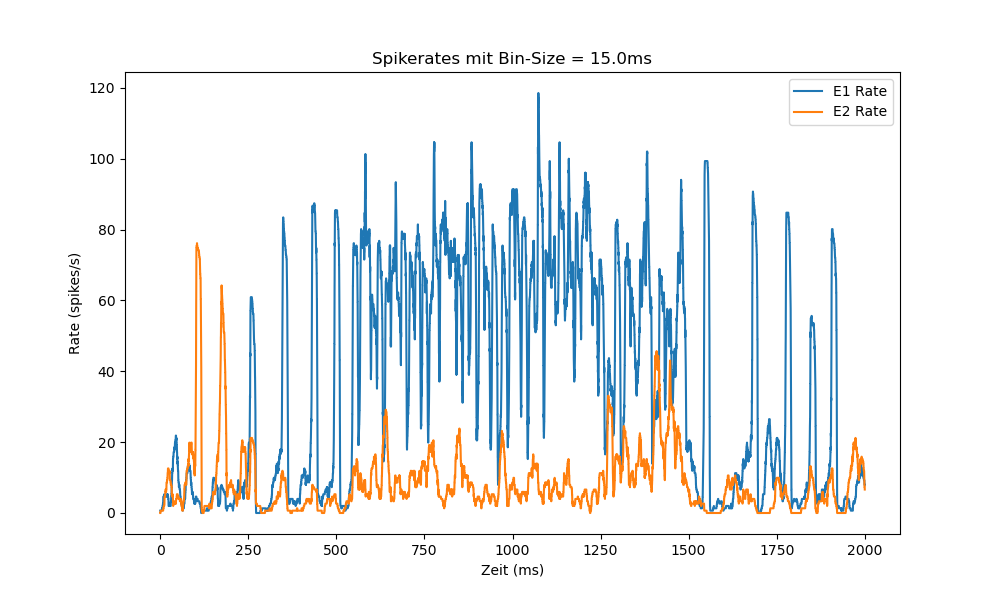 Spikerates mit Bin-Size = 15.0ms
E1 Rate
E2 Rate
120
100
80
60
40
20
0
Rate (spikes/s)
0 250 500 750 1000 1250 1500 1750 2000
Zeit (ms)